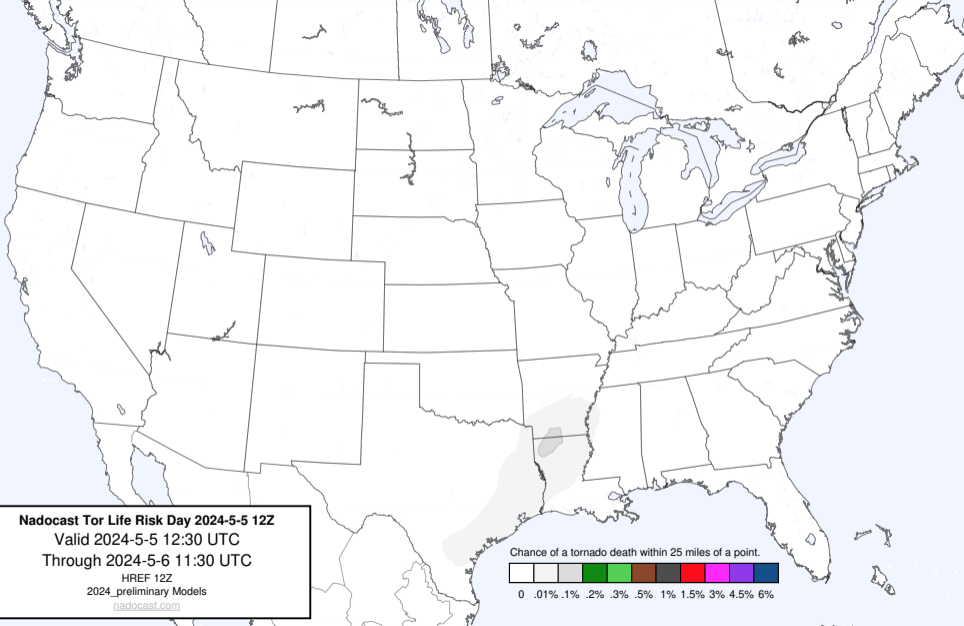 Nadocast Tor Life Risk Day 2024-5-5 12Z
Valid 2024-5-5 12:30 UTC
Through 2024-5-6 11:30 UTC
HREF 12Z
2024_preliminary Models
nadocast.com
Chance of a tornado death within 25 miles of a point.
0 .01% .1% .2% .3% .5% 1% 1.5% 3% 4.5% 6%